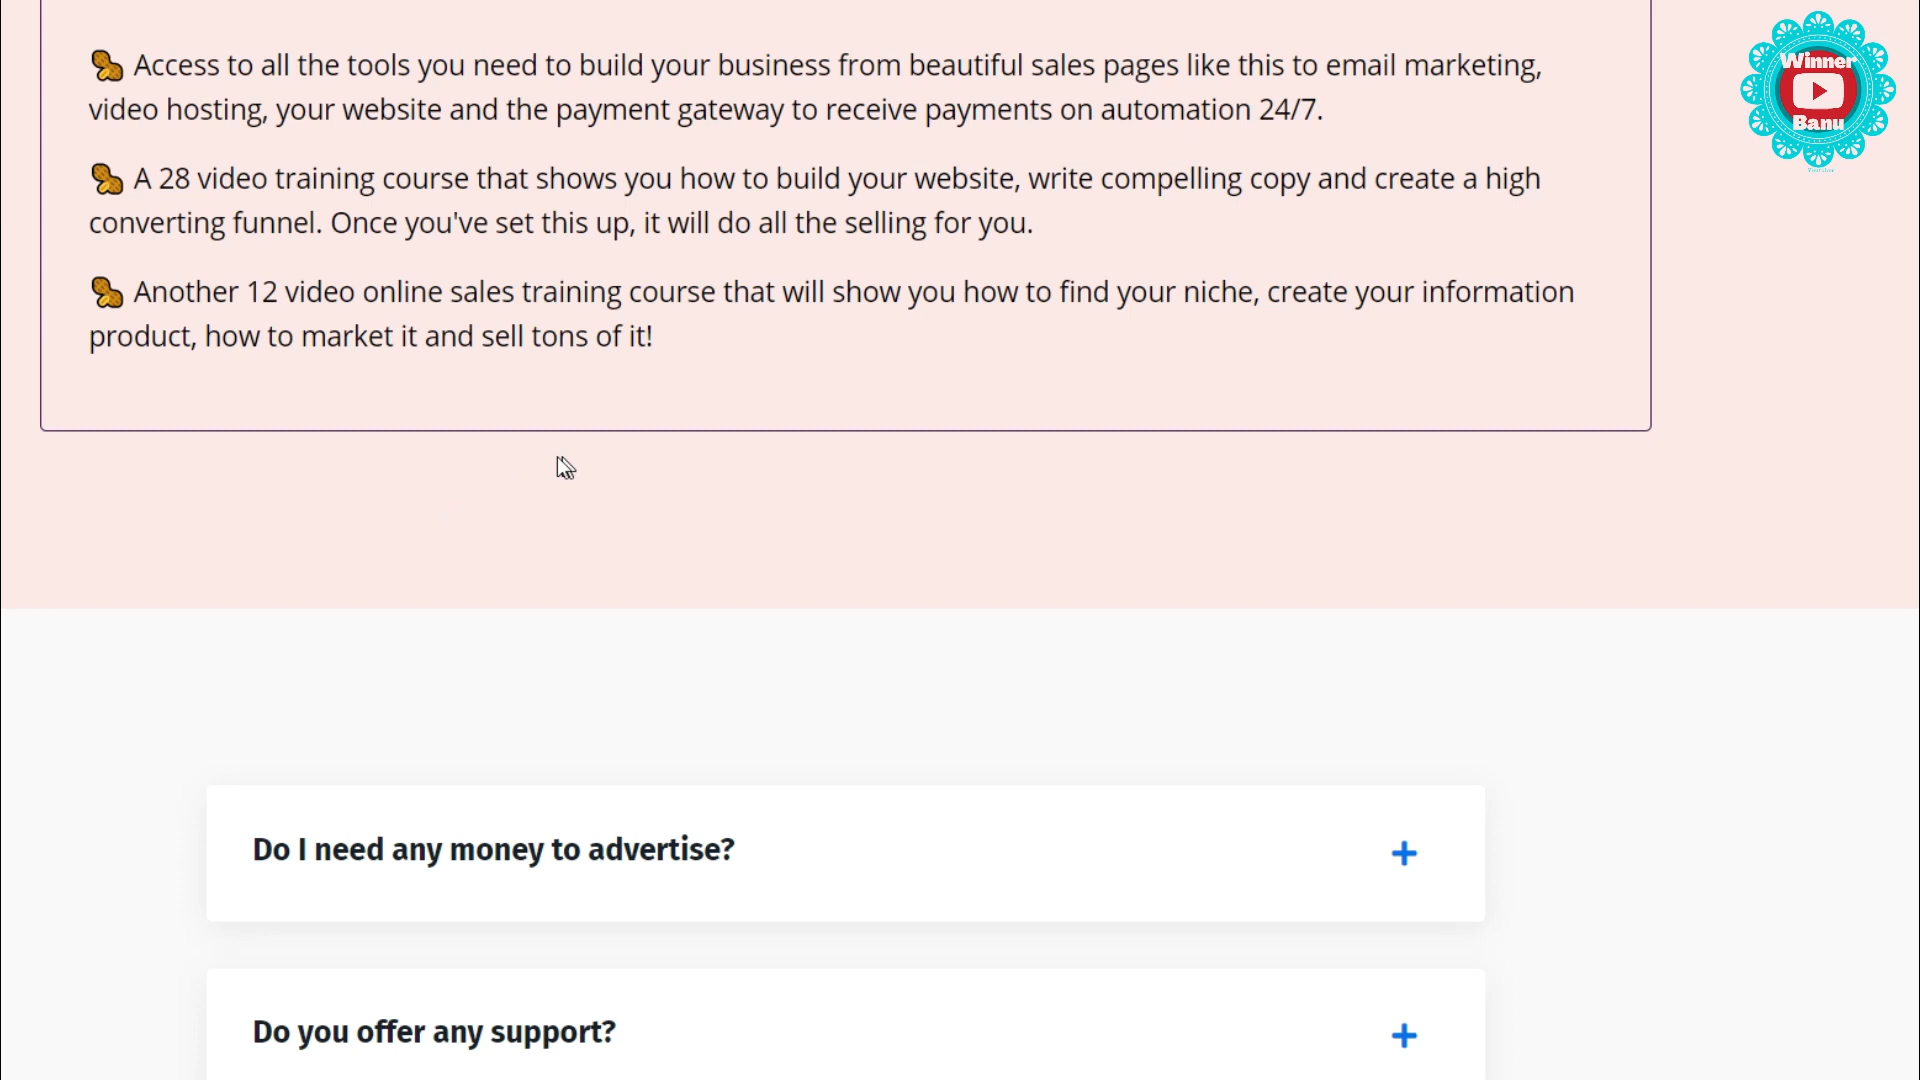 🥜 Access to all the tools you need to build your business from beautiful sales pages like this to email marketing,
video hosting, your website and the payment gateway to receive payments on automation 24/7.
🥜 A 28 video training course that shows you how to build your website, write compelling copy and create a high
converting funnel. Once you've set this up, it will do all the selling for you.
🥜 Another 12 video online sales training course that will show you how to find your niche, create your information
product, how to market it and sell tons of it!
Winner
Banu
Do I need any money to advertise?
Do you offer any support?